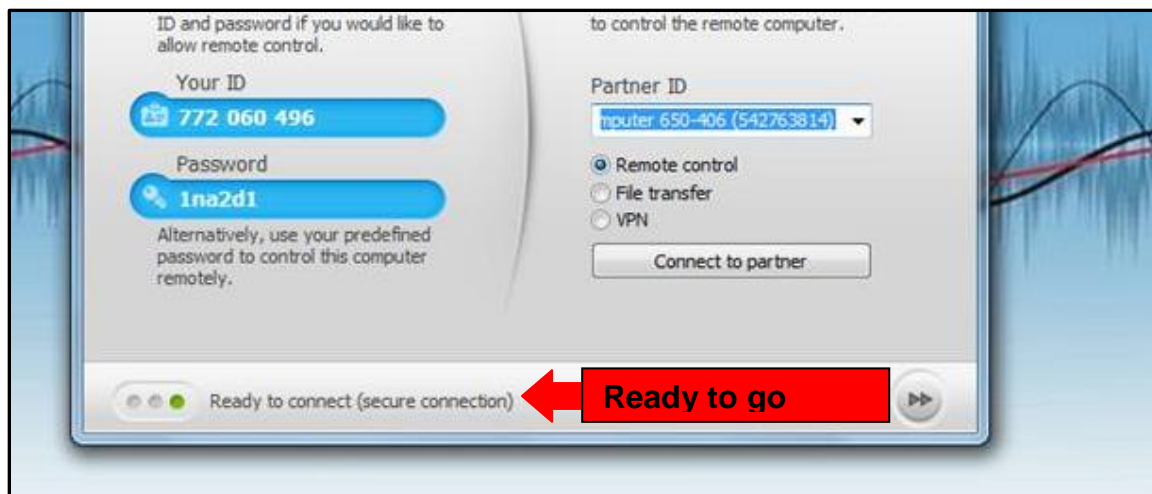 ID and password if you would like to
allow remote control.
Your ID
772 060 496
Password
1na2d1
Alternatively, use your predefined
password to control this computer
remotely.
to control the remote computer.
Partner ID
mputer 650-406 (542763814)
Remote control
File transfer
VPN
Connect to partner
Ready to connect (secure connection)
Ready to go